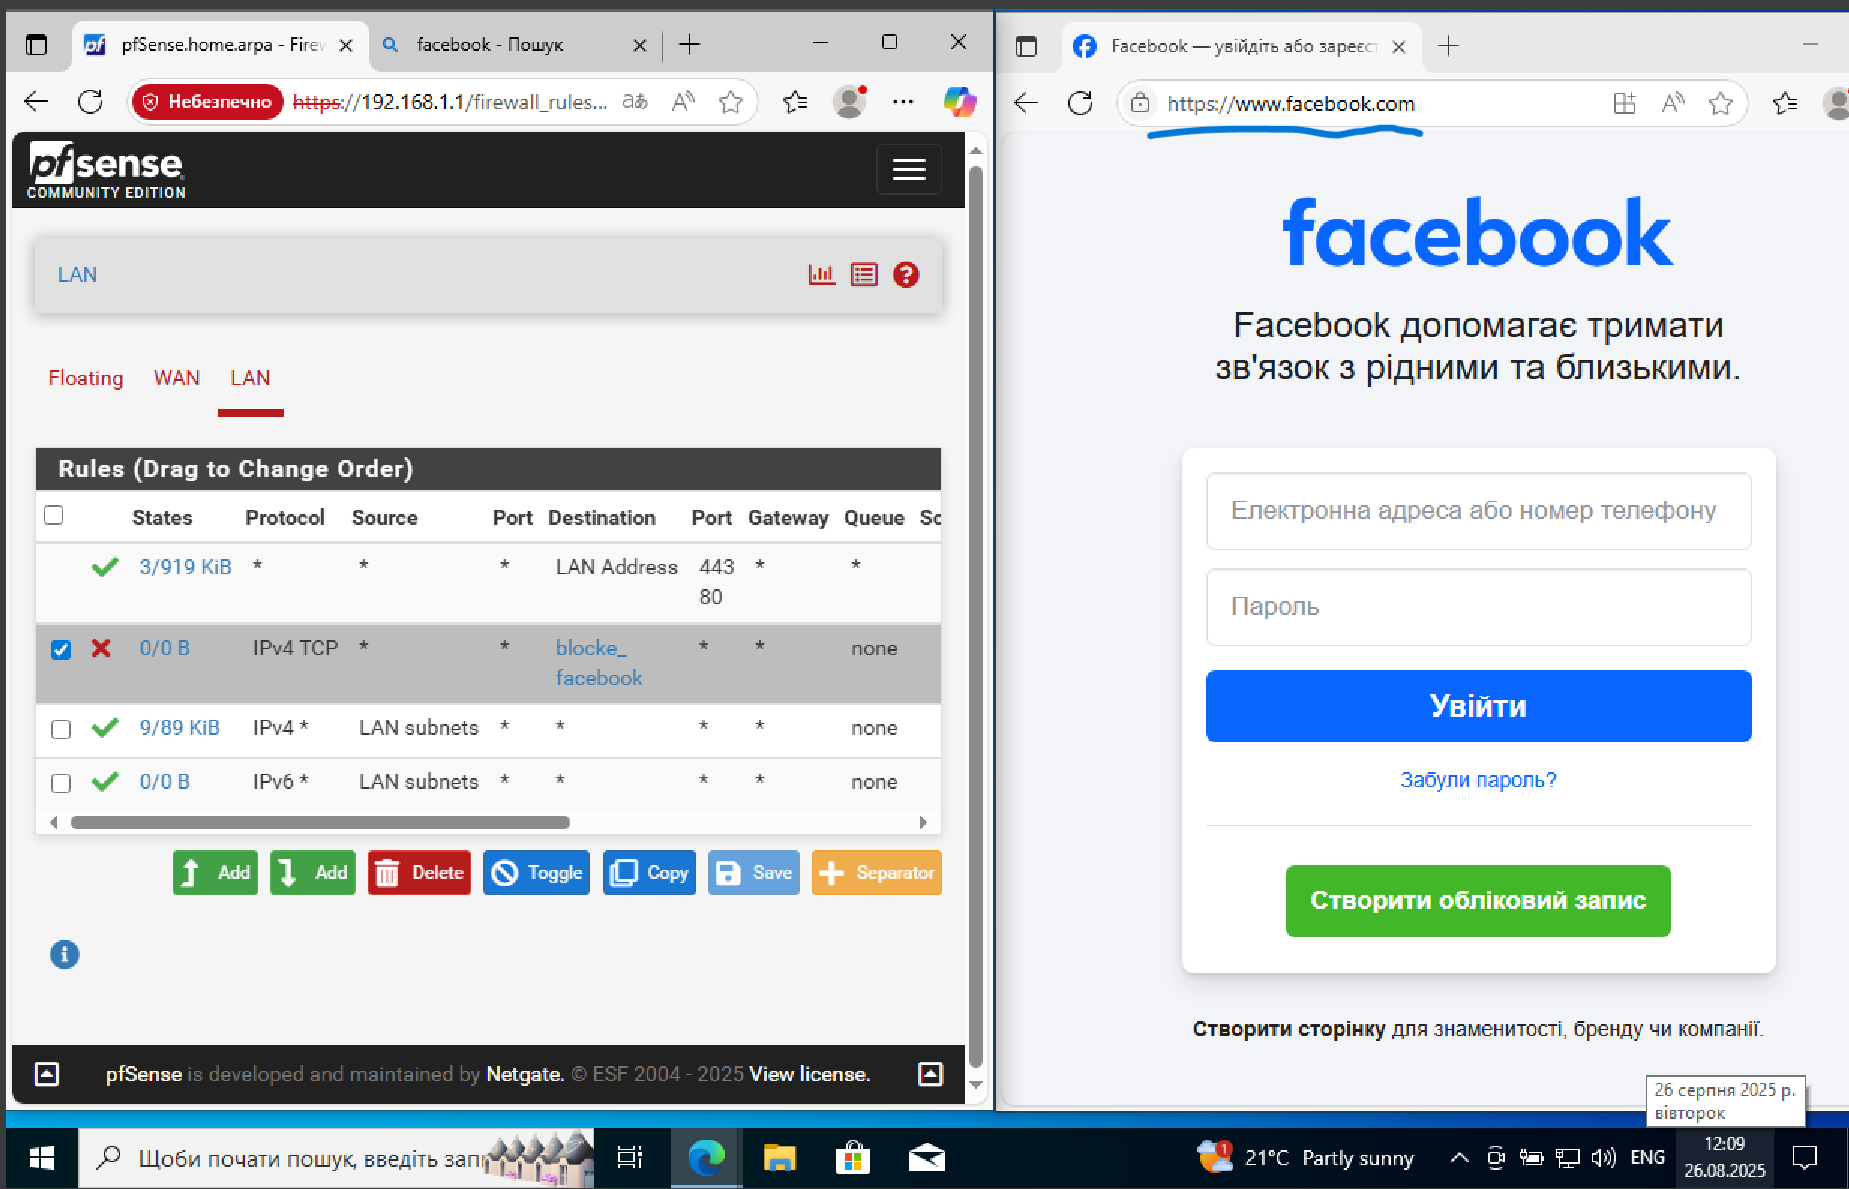 pfSense.home.arpa - Firew
facebook - Пошук
Небезпечно
https://192.168.1.1/firewall_rules...
pfsense
COMMUNITY EDITION
LAN
Floating WAN LAN
Rules (Drag to Change Order)
States Protocol Source Port Destination Port Gateway Queue Sc
3/919 KiB * * * LAN Address 443 * *
80
0/0 B IPv4 TCP * * blocke_ * * none
facebook
9/89 KiB IPv4 * LAN subnets * * * * none
0/0 B IPv6 * LAN subnets * * * * none
Add Add Delete Toggle Copy Save Separator
pfSense is developed and maintained by Netgate. © ESF 2004 - 2025 View license.
Facebook — увійдіть або зареєст
https://www.facebook.com
facebook
Facebook допомагає тримати
зв'язок з рідними та близькими.
Електронна адреса або номер телефону
Пароль
Увійти
Забули пароль?
Створити обліковий запис
Створити сторінку для знаменитості, бренду чи компанії.
26 серпня 2025 р.
вівторок
Щоби почати пошук, введіть запи
1
21°C Partly sunny
ENG
12:09
26.08.2025